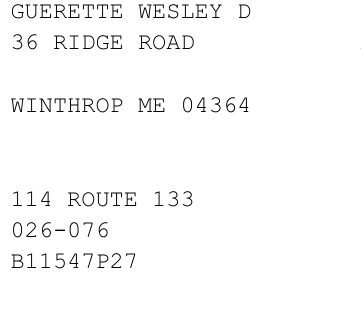 GUERETTE WESLEY D
36 RIDGE ROAD
WINTHROP ME 04364
114 ROUTE 133
026-076
B11547P27